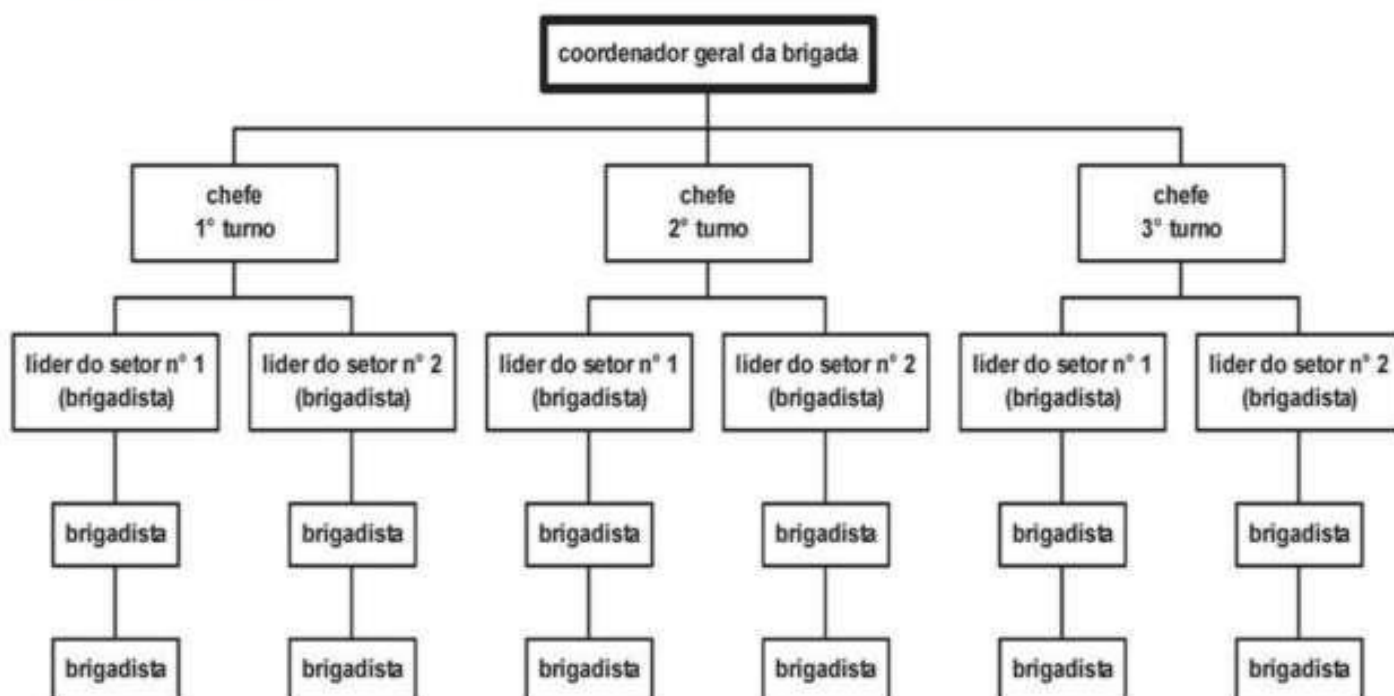 coordenador geral da brigada
chefe
1° turno
chefe
2° turno
chefe
3° turno
lider do setor n° 1
(brigadista)
lider do setor n° 2
(brigadista)
lider do setor n° 1
(brigadista)
lider do setor n° 2
(brigadista)
lider do setor n° 1
(brigadista)
lider do setor n° 2
(brigadista)
brigadista
brigadista
brigadista
brigadista
brigadista
brigadista
brigadista
brigadista
brigadista
brigadista
brigadista
brigadista